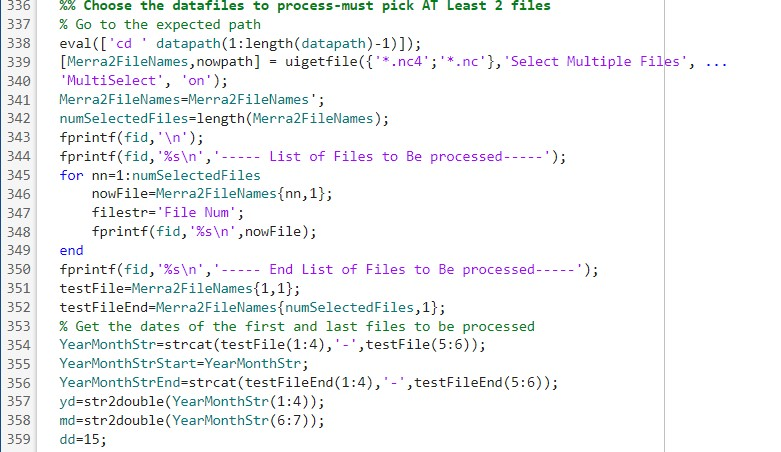 336 %% Choose the datafiles to process-must pick AT Least 2 files
337 % Go to the expected path
338 eval(['cd ' datapath(1:length(datapath)-1)]);
339 [Merra2FileNames,nowpath] = uigetfile({'*.nc4';'*.nc'},'Select Multiple Files', ...
340 'MultiSelect', 'on');
341 Merra2FileNames=Merra2FileNames';
342 numSelectedFiles=length(Merra2FileNames);
343 fprintf(fid,'\n');
344 fprintf(fid,'%s\n','----- List of Files to Be processed-----');
345 for nn=1:numSelectedFiles
346     nowFile=Merra2FileNames{nn,1};
347     filestr='File Num';
348     fprintf(fid,'%s\n',nowFile);
349 end
350 fprintf(fid,'%s\n','----- End List of Files to Be processed-----');
351 testFile=Merra2FileNames{1,1};
352 testFileEnd=Merra2FileNames{numSelectedFiles,1};
353 % Get the dates of the first and last files to be processed
354 YearMonthStr=strcat(testFile(1:4),'-',testFile(5:6));
355 YearMonthStrStart=YearMonthStr;
356 YearMonthStrEnd=strcat(testFileEnd(1:4),'-',testFileEnd(5:6));
357 yd=str2double(YearMonthStr(1:4));
358 md=str2double(YearMonthStr(6:7));
359 dd=15;